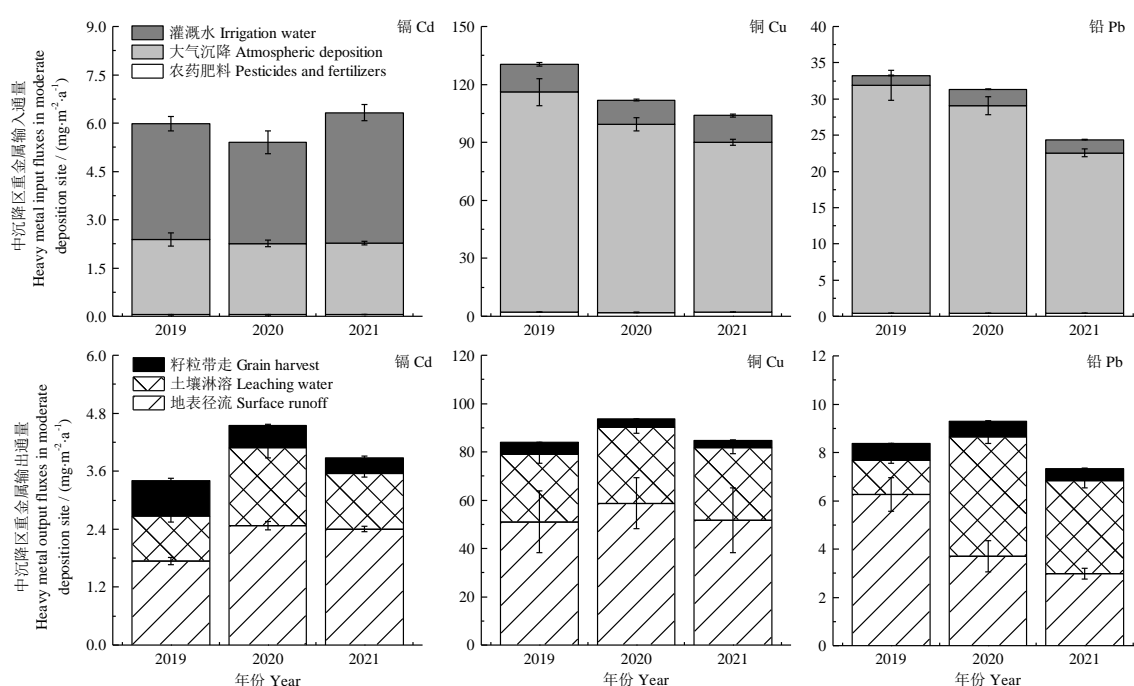 中沉降区重金属输入通量
Heavy metal input fluxes in moderate
deposition site / (mg·m⁻²·a⁻¹)
9.0
7.5
6.0
4.5
3.0
1.5
0.0
灌溉水 Irrigation water
大气沉降 Atmospheric deposition
农药肥料 Pesticides and fertilizers
镉 Cd
2019 2020 2021
150
120
90
60
30
0
铜 Cu
2019 2020 2021
40
35
30
25
20
15
10
5
0
铅 Pb
2019 2020 2021
中沉降区重金属输出通量
Heavy metal output fluxes in moderate
deposition site / (mg·m⁻²·a⁻¹)
6.0
4.8
3.6
2.4
1.2
0.0
籽粒带走 Grain harvest
土壤淋溶 Leaching water
地表径流 Surface runoff
镉 Cd
2019 2020 2021
年份 Year
120
100
80
60
40
20
0
铜 Cu
2019 2020 2021
年份 Year
12
10
8
6
4
2
0
铅 Pb
2019 2020 2021
年份 Year